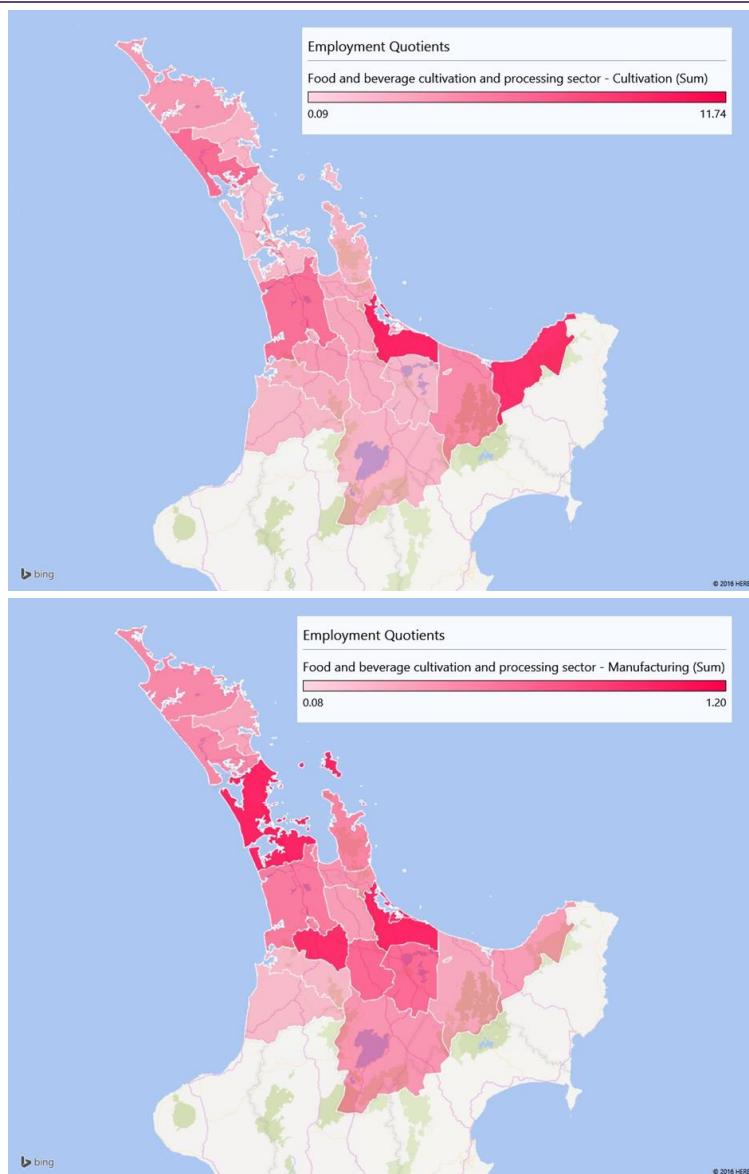 Employment Quotients
Food and beverage cultivation and processing sector - Cultivation (Sum)
0.09 11.74
bing
© 2016 HERE
Employment Quotients
Food and beverage cultivation and processing sector - Manufacturing (Sum)
0.08 1.20
bing
© 2016 HERE